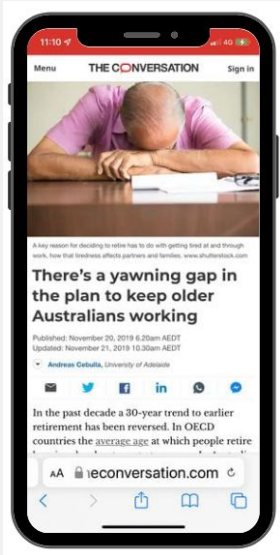 11:10
4G
Menu
THE CONVERSATION
Sign in
A key reason for deciding to retire has to do with getting tired at and through
work, how that tiredness affects partners and families. www.shutterstock.com
There's a yawning gap in
the plan to keep older
Australians working
Published: November 20, 2019 6.20am AEDT
Updated: November 21, 2019 10.30am AEDT
Andreas Cebulla, University of Adelaide
In the past decade a 30-year trend to earlier
retirement has been reversed. In OECD
countries the average age at which people retire
AA
econversation.com